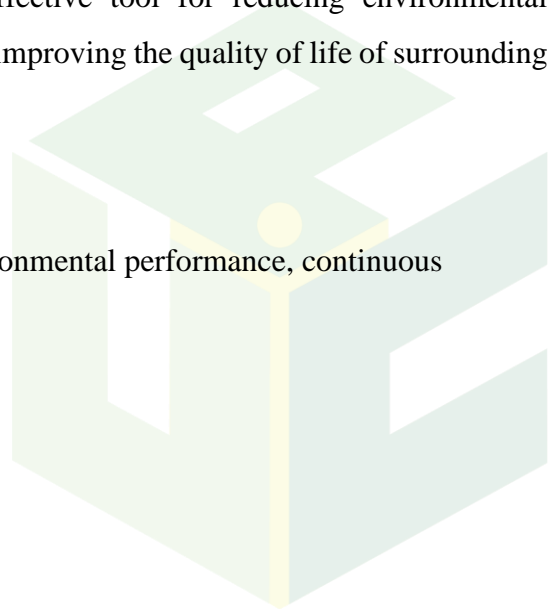 effective tool for reducing environmental
improving the quality of life of surrounding
onmental performance, continuous